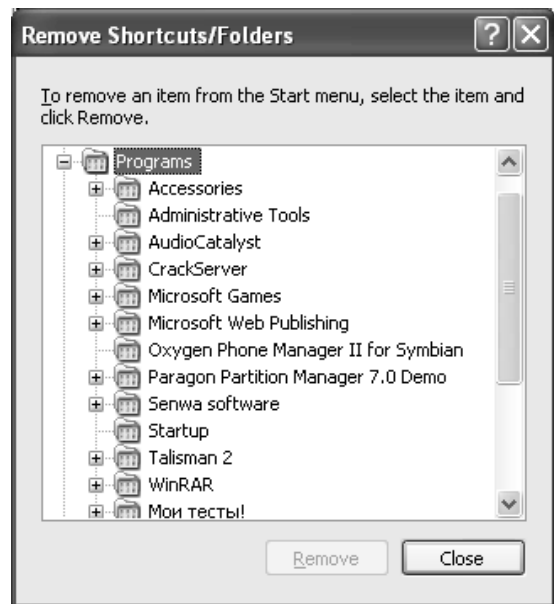 Remove Shortcuts/Folders
To remove an item from the Start menu, select the item and
click Remove.
Programs
Accessories
Administrative Tools
AudioCatalyst
CrackServer
Microsoft Games
Microsoft Web Publishing
Oxygen Phone Manager II for Symbian
Paragon Partition Manager 7.0 Demo
Senwa software
Startup
Talisman 2
WinRAR
Мои тесты!
Remove Close